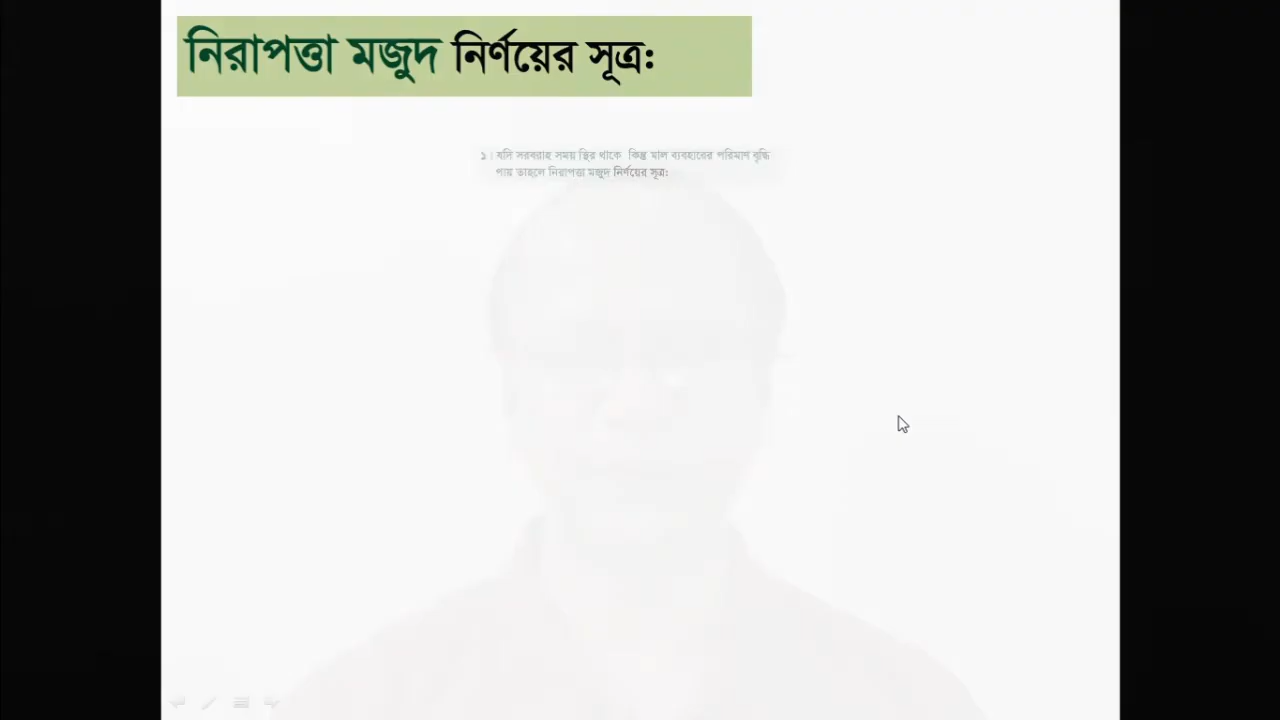 নিরাপত্তা মজুদ নির্ণয়ের সূত্র:
১। যদি সরবরাহ সময় স্থির থাকে কিন্তু মাল ব্যবহারের পরিমাণ বৃদ্ধি
পায় তাহলে নিরাপত্তা মজুদ নির্ণয়ের সূত্র: